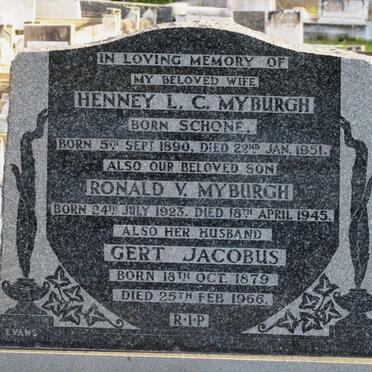 IN LOVING MEMORY OF
MY BELOVED WIFE
HENNEY L. C. MYBURGH
BORN SCHONE,
BORN 5TH SEPT 1890, DIED 22ND JAN. 1951.
ALSO OUR BELOVED SON
RONALD V. MYBURGH
BORN 24TH JULY 1923. DIED 18TH APRIL 1945.
ALSO HER HUSBAND
GERT JACOBUS
BORN 18TH OCT. 1879
DIED 25TH FEB 1966.
R·I·P
EVANS